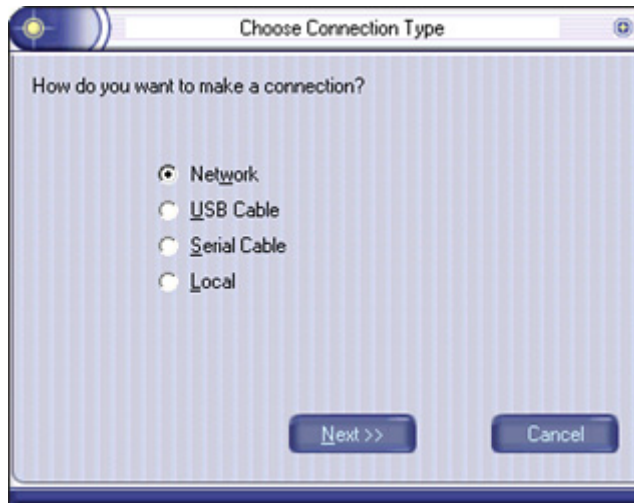 Choose Connection Type
How do you want to make a connection?
Network
USB Cable
Serial Cable
Local
Next >>
Cancel